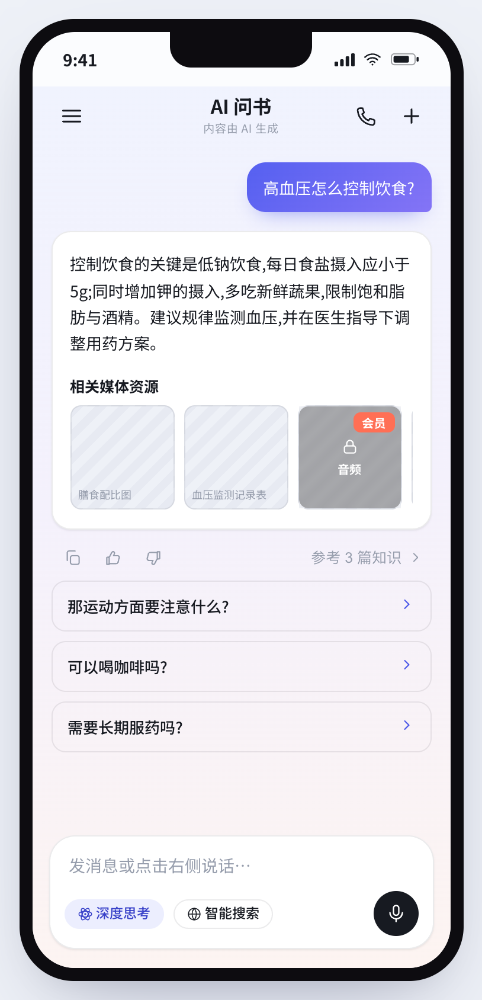 9:41
AI 问书
内容由 AI 生成
高血压怎么控制饮食?
控制饮食的关键是低钠饮食,每日食盐摄入应小于
5g;同时增加钾的摄入,多吃新鲜蔬果,限制饱和脂
肪与酒精。建议规律监测血压,并在医生指导下调
整用药方案。
相关媒体资源
膳食配比图
血压监测记录表
会员
音频
参考 3 篇知识
那运动方面要注意什么?
可以喝咖啡吗?
需要长期服药吗?
发消息或点击右侧说话…
深度思考
智能搜索